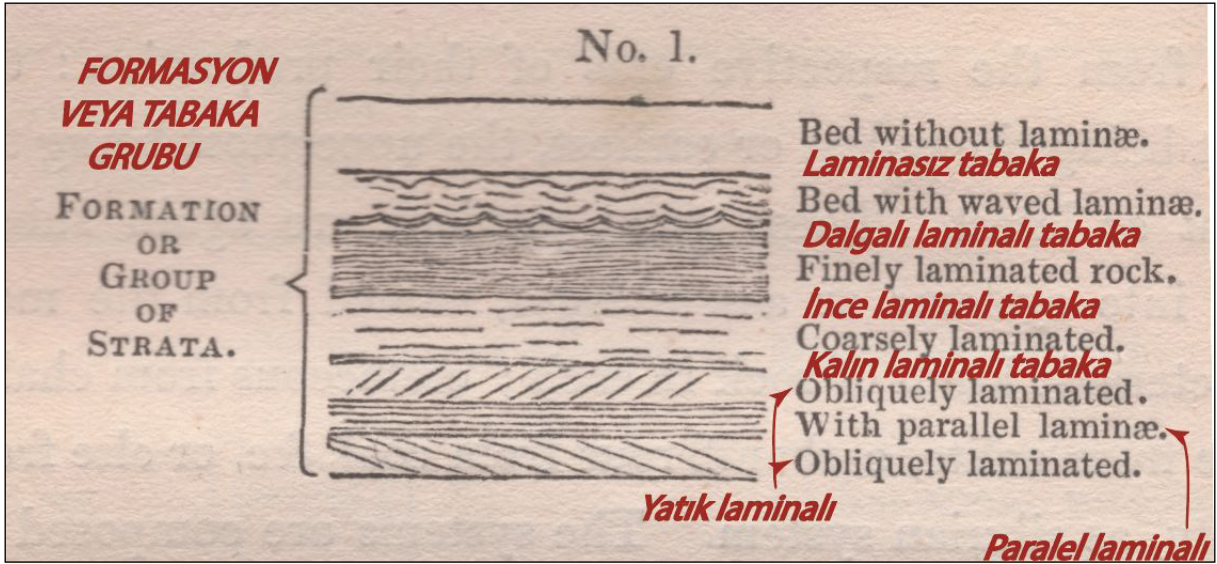 No. 1.
FORMASYON
VEYA TABAKA
GRUBU
FORMATION
OR
GROUP
OF
STRATA.
Bed without laminæ.
Laminasız tabaka
Bed with waved laminæ.
Dalgalı laminalı tabaka
Finely laminated rock.
İnce laminalı tabaka
Coarsely laminated.
Kalın laminalı tabaka
Obliquely laminated.
With parallel laminæ.
Obliquely laminated.
Yatık laminalı
Paralel laminalı